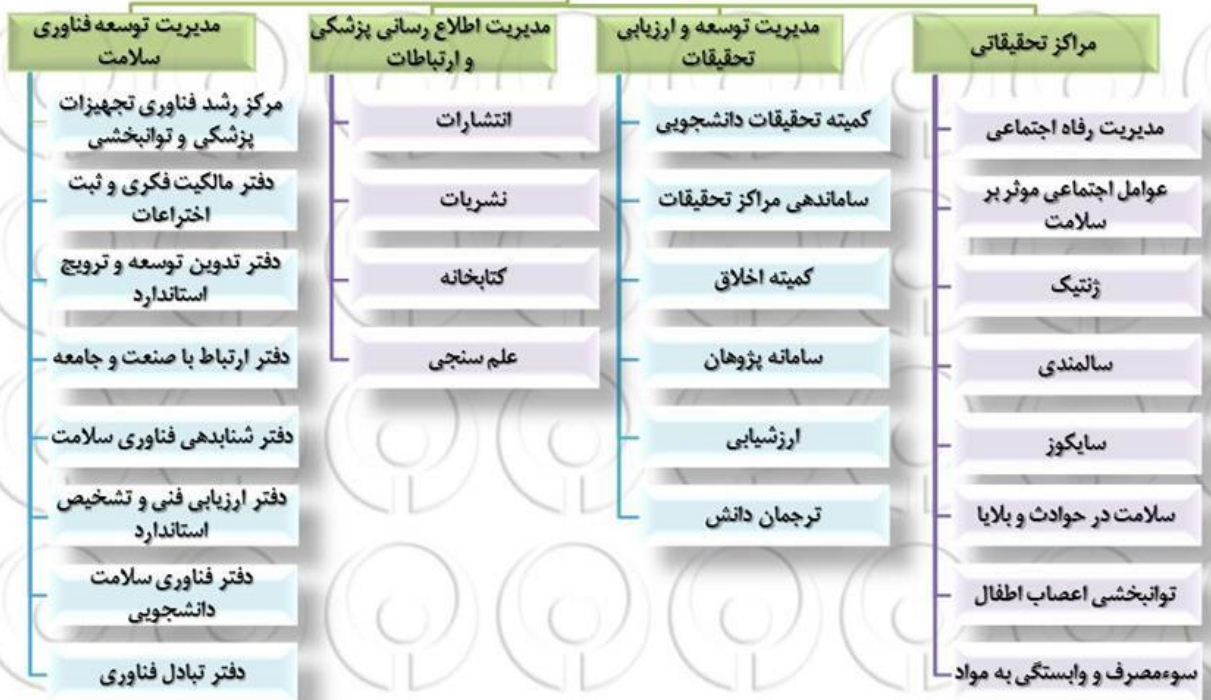 مراکز تحقیقاتی
مدیریت رفاه اجتماعی
عوامل اجتماعی موثر بر
سلامت
ژنتیک
سالمندی
سایکوز
سلامت در حوادث و بلایا
توانبخشی اعصاب اطفال
سوءمصرف و وابستگی به مواد
مدیریت توسعه و ارزیابی
تحقیقات
کمیته تحقیقات دانشجویی
ساماندهی مراکز تحقیقات
کمیته اخلاق
سامانه پژوهان
ارزشیابی
ترجمان دانش
مدیریت اطلاع رسانی پزشکی
و ارتباطات
انتشارات
نشریات
کتابخانه
علم سنجی
مدیریت توسعه فناوری
سلامت
مرکز رشد فناوری تجهیزات
پزشکی و توانبخشی
دفتر مالکیت فکری و ثبت
اختراعات
دفتر تدوین توسعه و ترویج
استاندارد
دفتر ارتباط با صنعت و جامعه
دفتر شتابدهی فناوری سلامت
دفتر ارزیابی فنی و تشخیص
استاندارد
دفتر فناوری سلامت
دانشجویی
دفتر تبادل فناوری